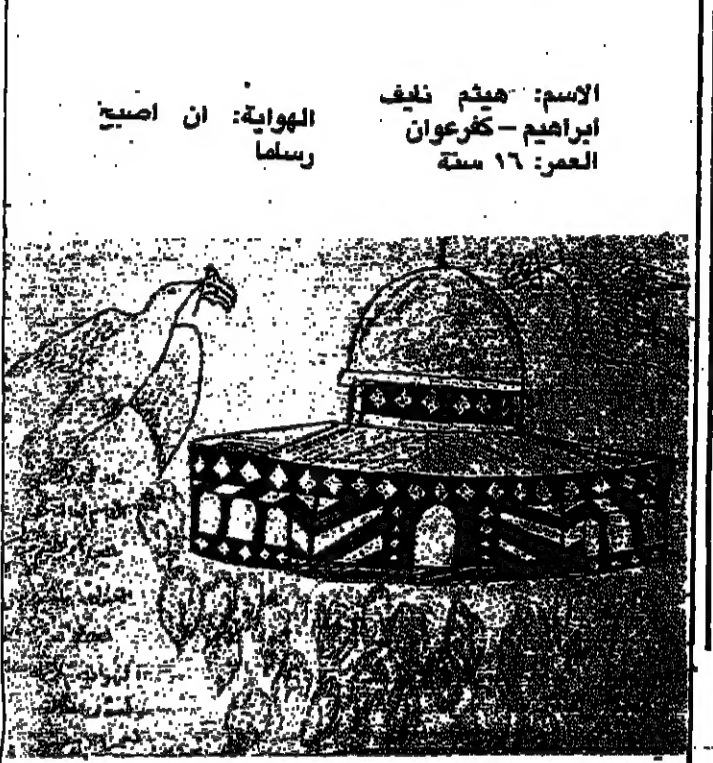 الاسم: هيثم نايف
ابراهيم – كفرعوان
العمر: ١٦ سنة
الهواية: ان اصبح
رساما